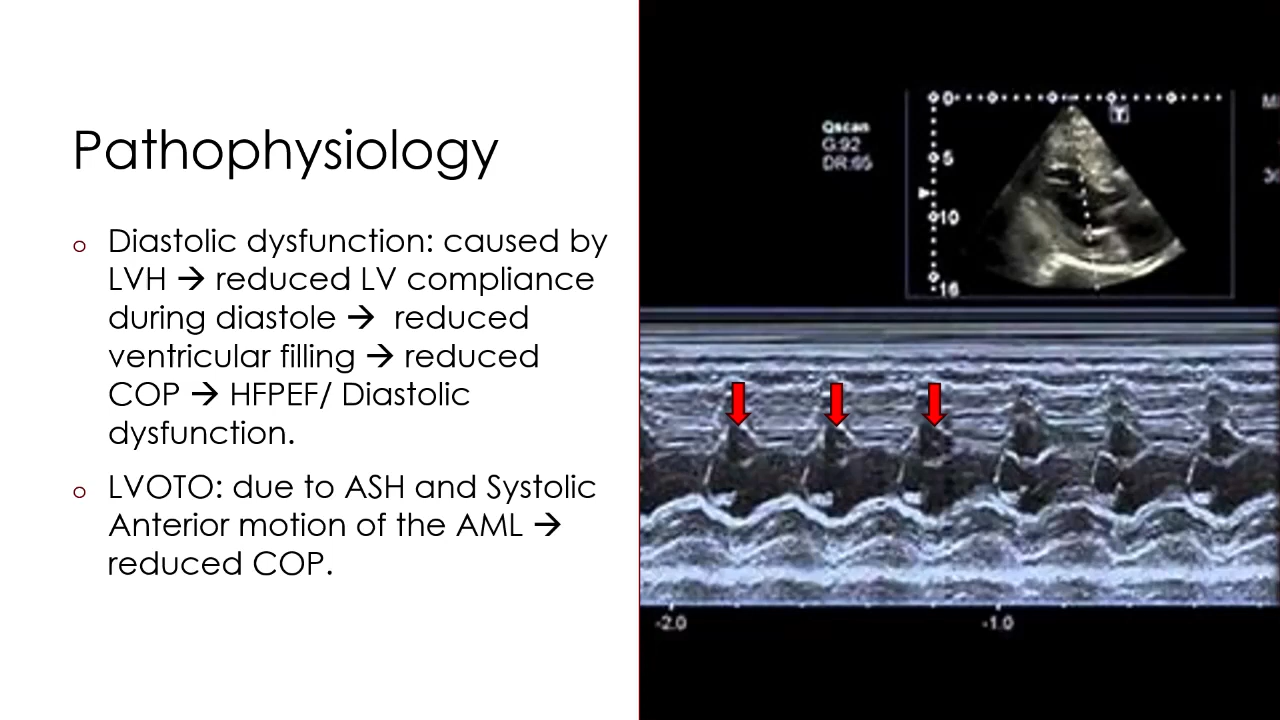 Pathophysiology
o Diastolic dysfunction: caused by
LVH → reduced LV compliance
during diastole → reduced
ventricular filling → reduced
COP → HFPEF/ Diastolic
dysfunction.
o LVOTO: due to ASH and Systolic
Anterior motion of the AML →
reduced COP.
Qscan
G:92
DR:65
0
5
10
16
-2.0
-1.0